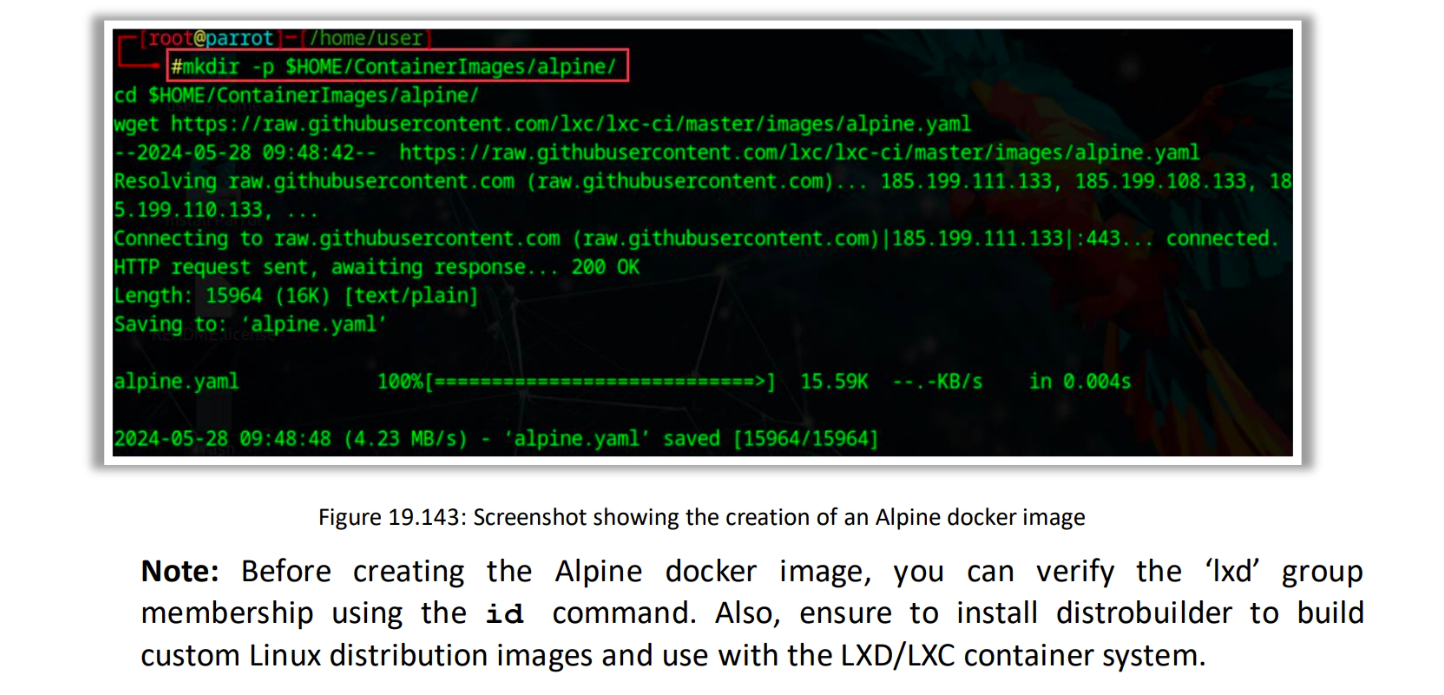 [root@parrot]-[/home/user]
#mkdir -p $HOME/ContainerImages/alpine/
cd $HOME/ContainerImages/alpine/
wget https://raw.githubusercontent.com/lxc/lxc-ci/master/images/alpine.yaml
--2024-05-28 09:48:42--  https://raw.githubusercontent.com/lxc/lxc-ci/master/images/alpine.yaml
Resolving raw.githubusercontent.com (raw.githubusercontent.com)... 185.199.111.133, 185.199.108.133, 18
5.199.110.133, ...
Connecting to raw.githubusercontent.com (raw.githubusercontent.com)|185.199.111.133|:443... connected.
HTTP request sent, awaiting response... 200 OK
Length: 15964 (16K) [text/plain]
Saving to: ‘alpine.yaml’
alpine.yaml 100%[============================>] 15.59K --.-KB/s in 0.004s
2024-05-28 09:48:48 (4.23 MB/s) - ‘alpine.yaml’ saved [15964/15964]
Figure 19.143: Screenshot showing the creation of an Alpine docker image
Note: Before creating the Alpine docker image, you can verify the ‘lxd’ group
membership using the id command. Also, ensure to install distrobuilder to build
custom Linux distribution images and use with the LXD/LXC container system.